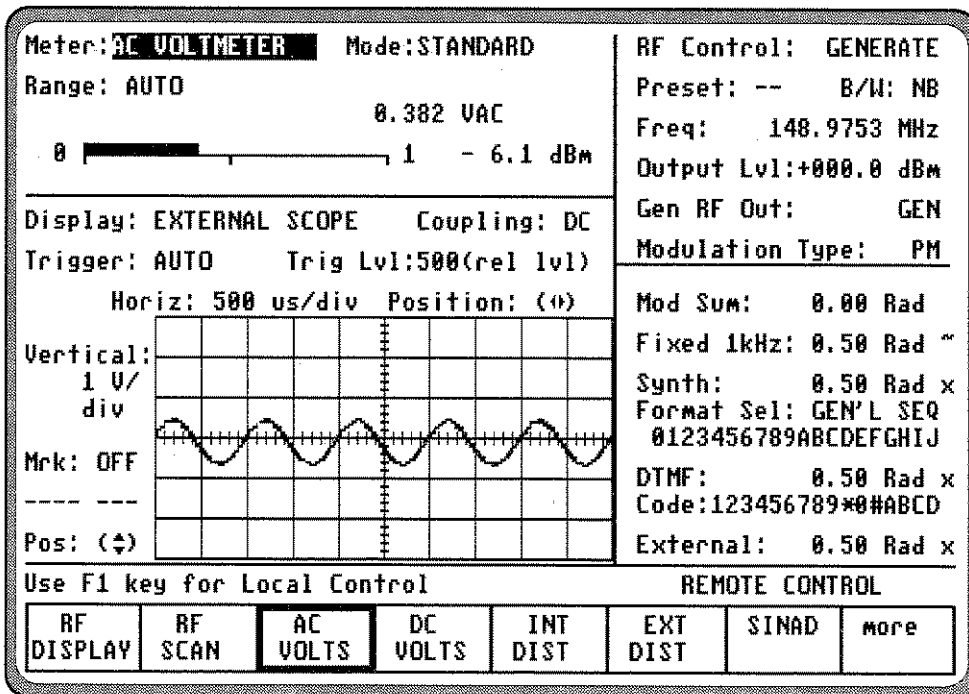 Meter:AC VOLTMETER Mode:STANDARD
Range: AUTO
0.382 VAC
0 1 - 6.1 dBm
Display: EXTERNAL SCOPE Coupling: DC
Trigger: AUTO Trig Lvl:500(rel lvl)
Horiz: 500 us/div Position: (↔)
Vertical:
1 V/
div
Mrk: OFF
---- ---
Pos: (↕)
RF Control: GENERATE
Preset: -- B/W: NB
Freq: 148.9753 MHz
Output Lvl:+000.0 dBm
Gen RF Out: GEN
Modulation Type: PM
Mod Sum: 0.00 Rad
Fixed 1kHz: 0.50 Rad ~
Synth: 0.50 Rad x
Format Sel: GEN'L SEQ
0123456789ABCDEFGHIJ
DTMF: 0.50 Rad x
Code:123456789*0#ABCD
External: 0.50 Rad x
Use F1 key for Local Control REMOTE CONTROL
RF DISPLAY
RF SCAN
AC VOLTS
DC VOLTS
INT DIST
EXT DIST
SINAD
more